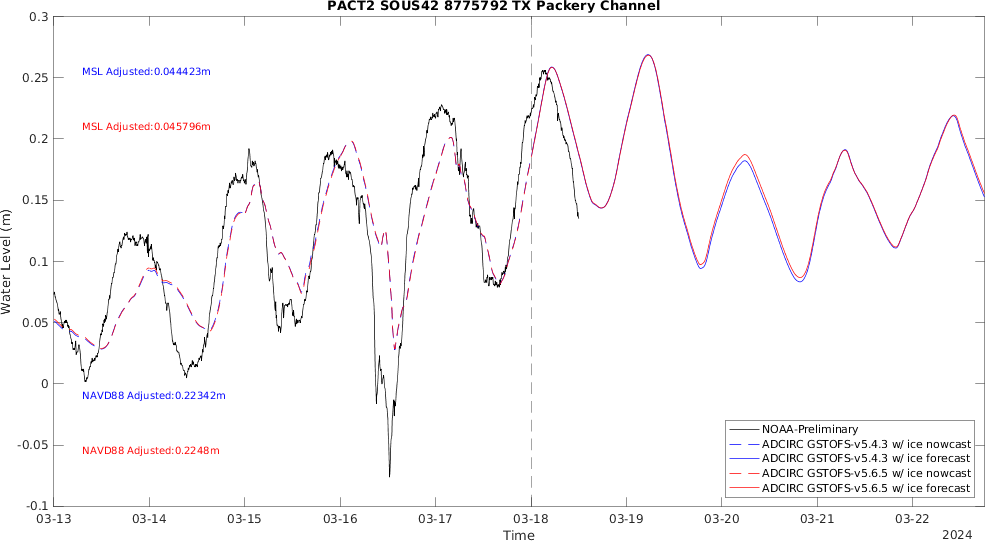 PACT2 SOUS42 8775792 TX Packery Channel
0.3
0.25
0.2
0.15
0.1
0.05
0
-0.05
-0.1
Water Level (m)
MSL Adjusted:0.044423m
MSL Adjusted:0.045796m
NAVD88 Adjusted:0.22342m
NAVD88 Adjusted:0.2248m
NOAA-Preliminary
ADCIRC GSTOFS-v5.4.3 w/ ice nowcast
ADCIRC GSTOFS-v5.4.3 w/ ice forecast
ADCIRC GSTOFS-v5.6.5 w/ ice nowcast
ADCIRC GSTOFS-v5.6.5 w/ ice forecast
03-13 03-14 03-15 03-16 03-17 03-18 03-19 03-20 03-21 03-22
Time
2024